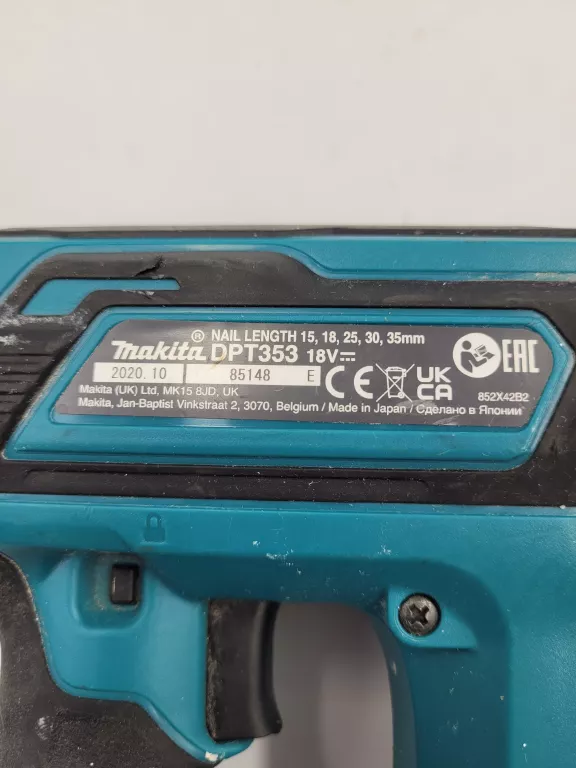 ® NAIL LENGTH 15, 18, 25, 30, 35mm
makita DPT353 18V
2020.10 85148 E
CE UK CA EAC
Makita (UK) Ltd, MK15 8JD, UK
852X42B2
Makita, Jan-Baptist Vinkstraat 2, 3070, Belgium / Made in Japan / Сделано в Японии